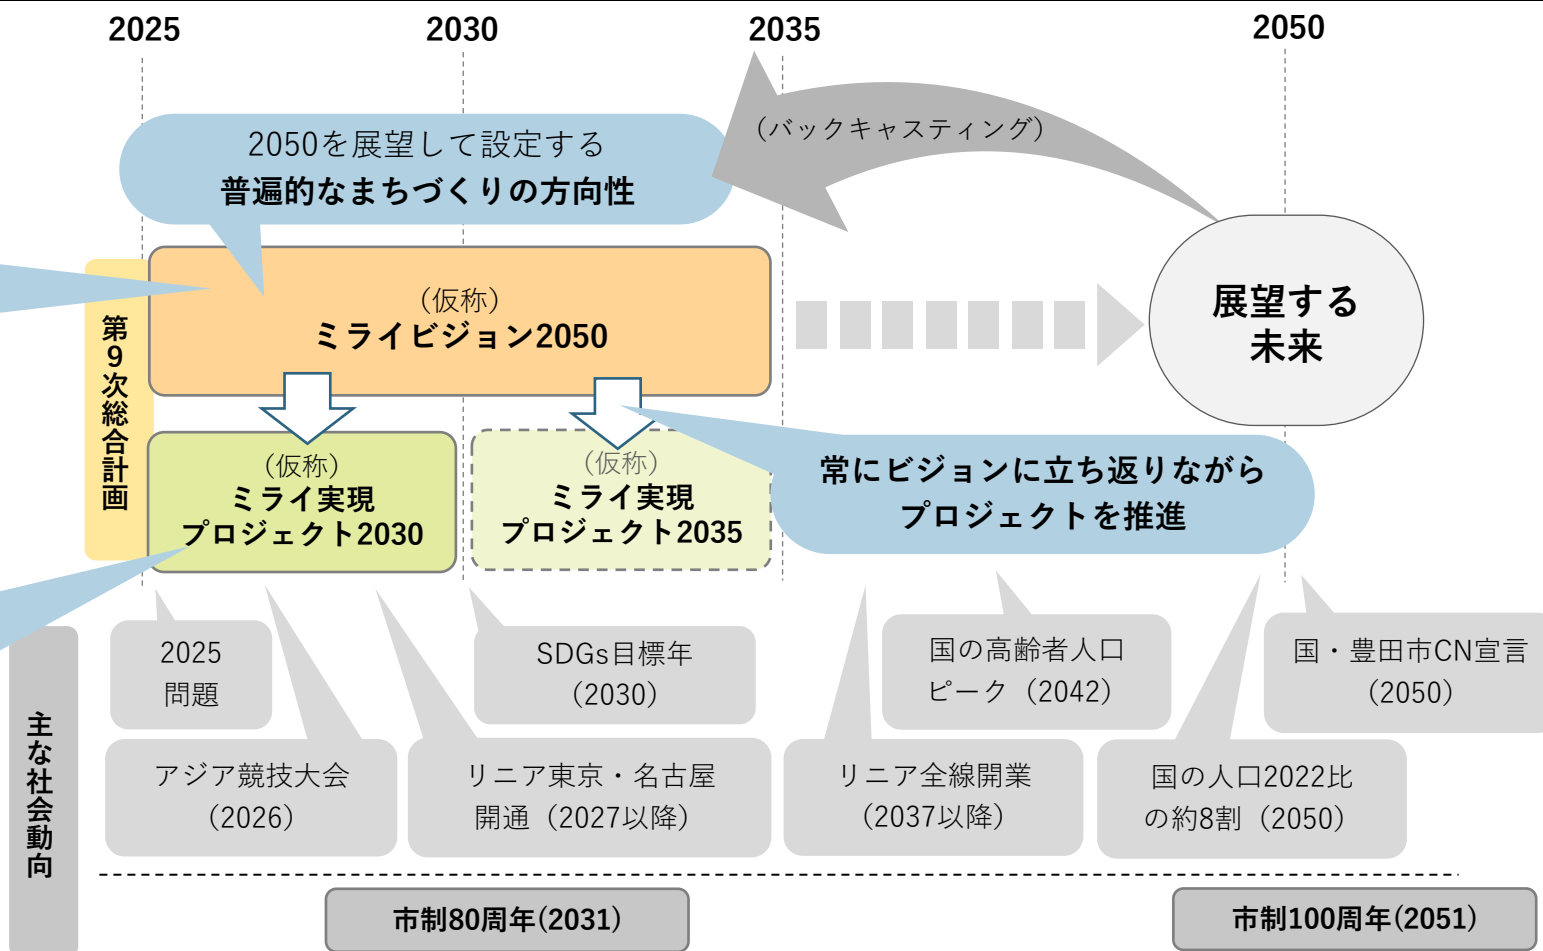 2025
2030
2035
2050
2050を展望して設定する
普遍的なまちづくりの方向性
（バックキャスティング）
第9次総合計画
（仮称）
ミライビジョン2050
展望する
未来
（仮称）
ミライ実現
プロジェクト2030
（仮称）
ミライ実現
プロジェクト2035
常にビジョンに立ち返りながら
プロジェクトを推進
主な社会動向
2025
問題
SDGs目標年
（2030）
国の高齢者人口
ピーク（2042）
国・豊田市CN宣言
（2050）
アジア競技大会
（2026）
リニア東京・名古屋
開通（2027以降）
リニア全線開業
（2037以降）
国の人口2022比
の約8割（2050）
市制80周年(2031)
市制100周年(2051)